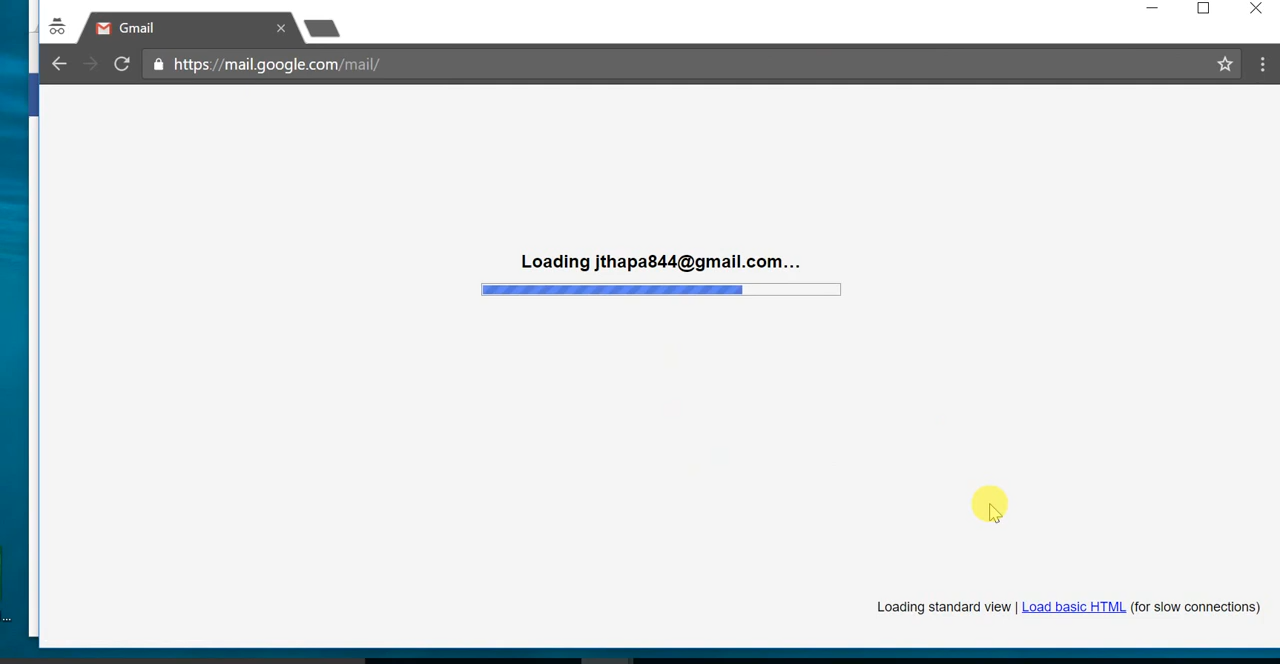 Gmail
https://mail.google.com/mail/
Loading jthapa844@gmail.com...
Loading standard view | Load basic HTML (for slow connections)
...